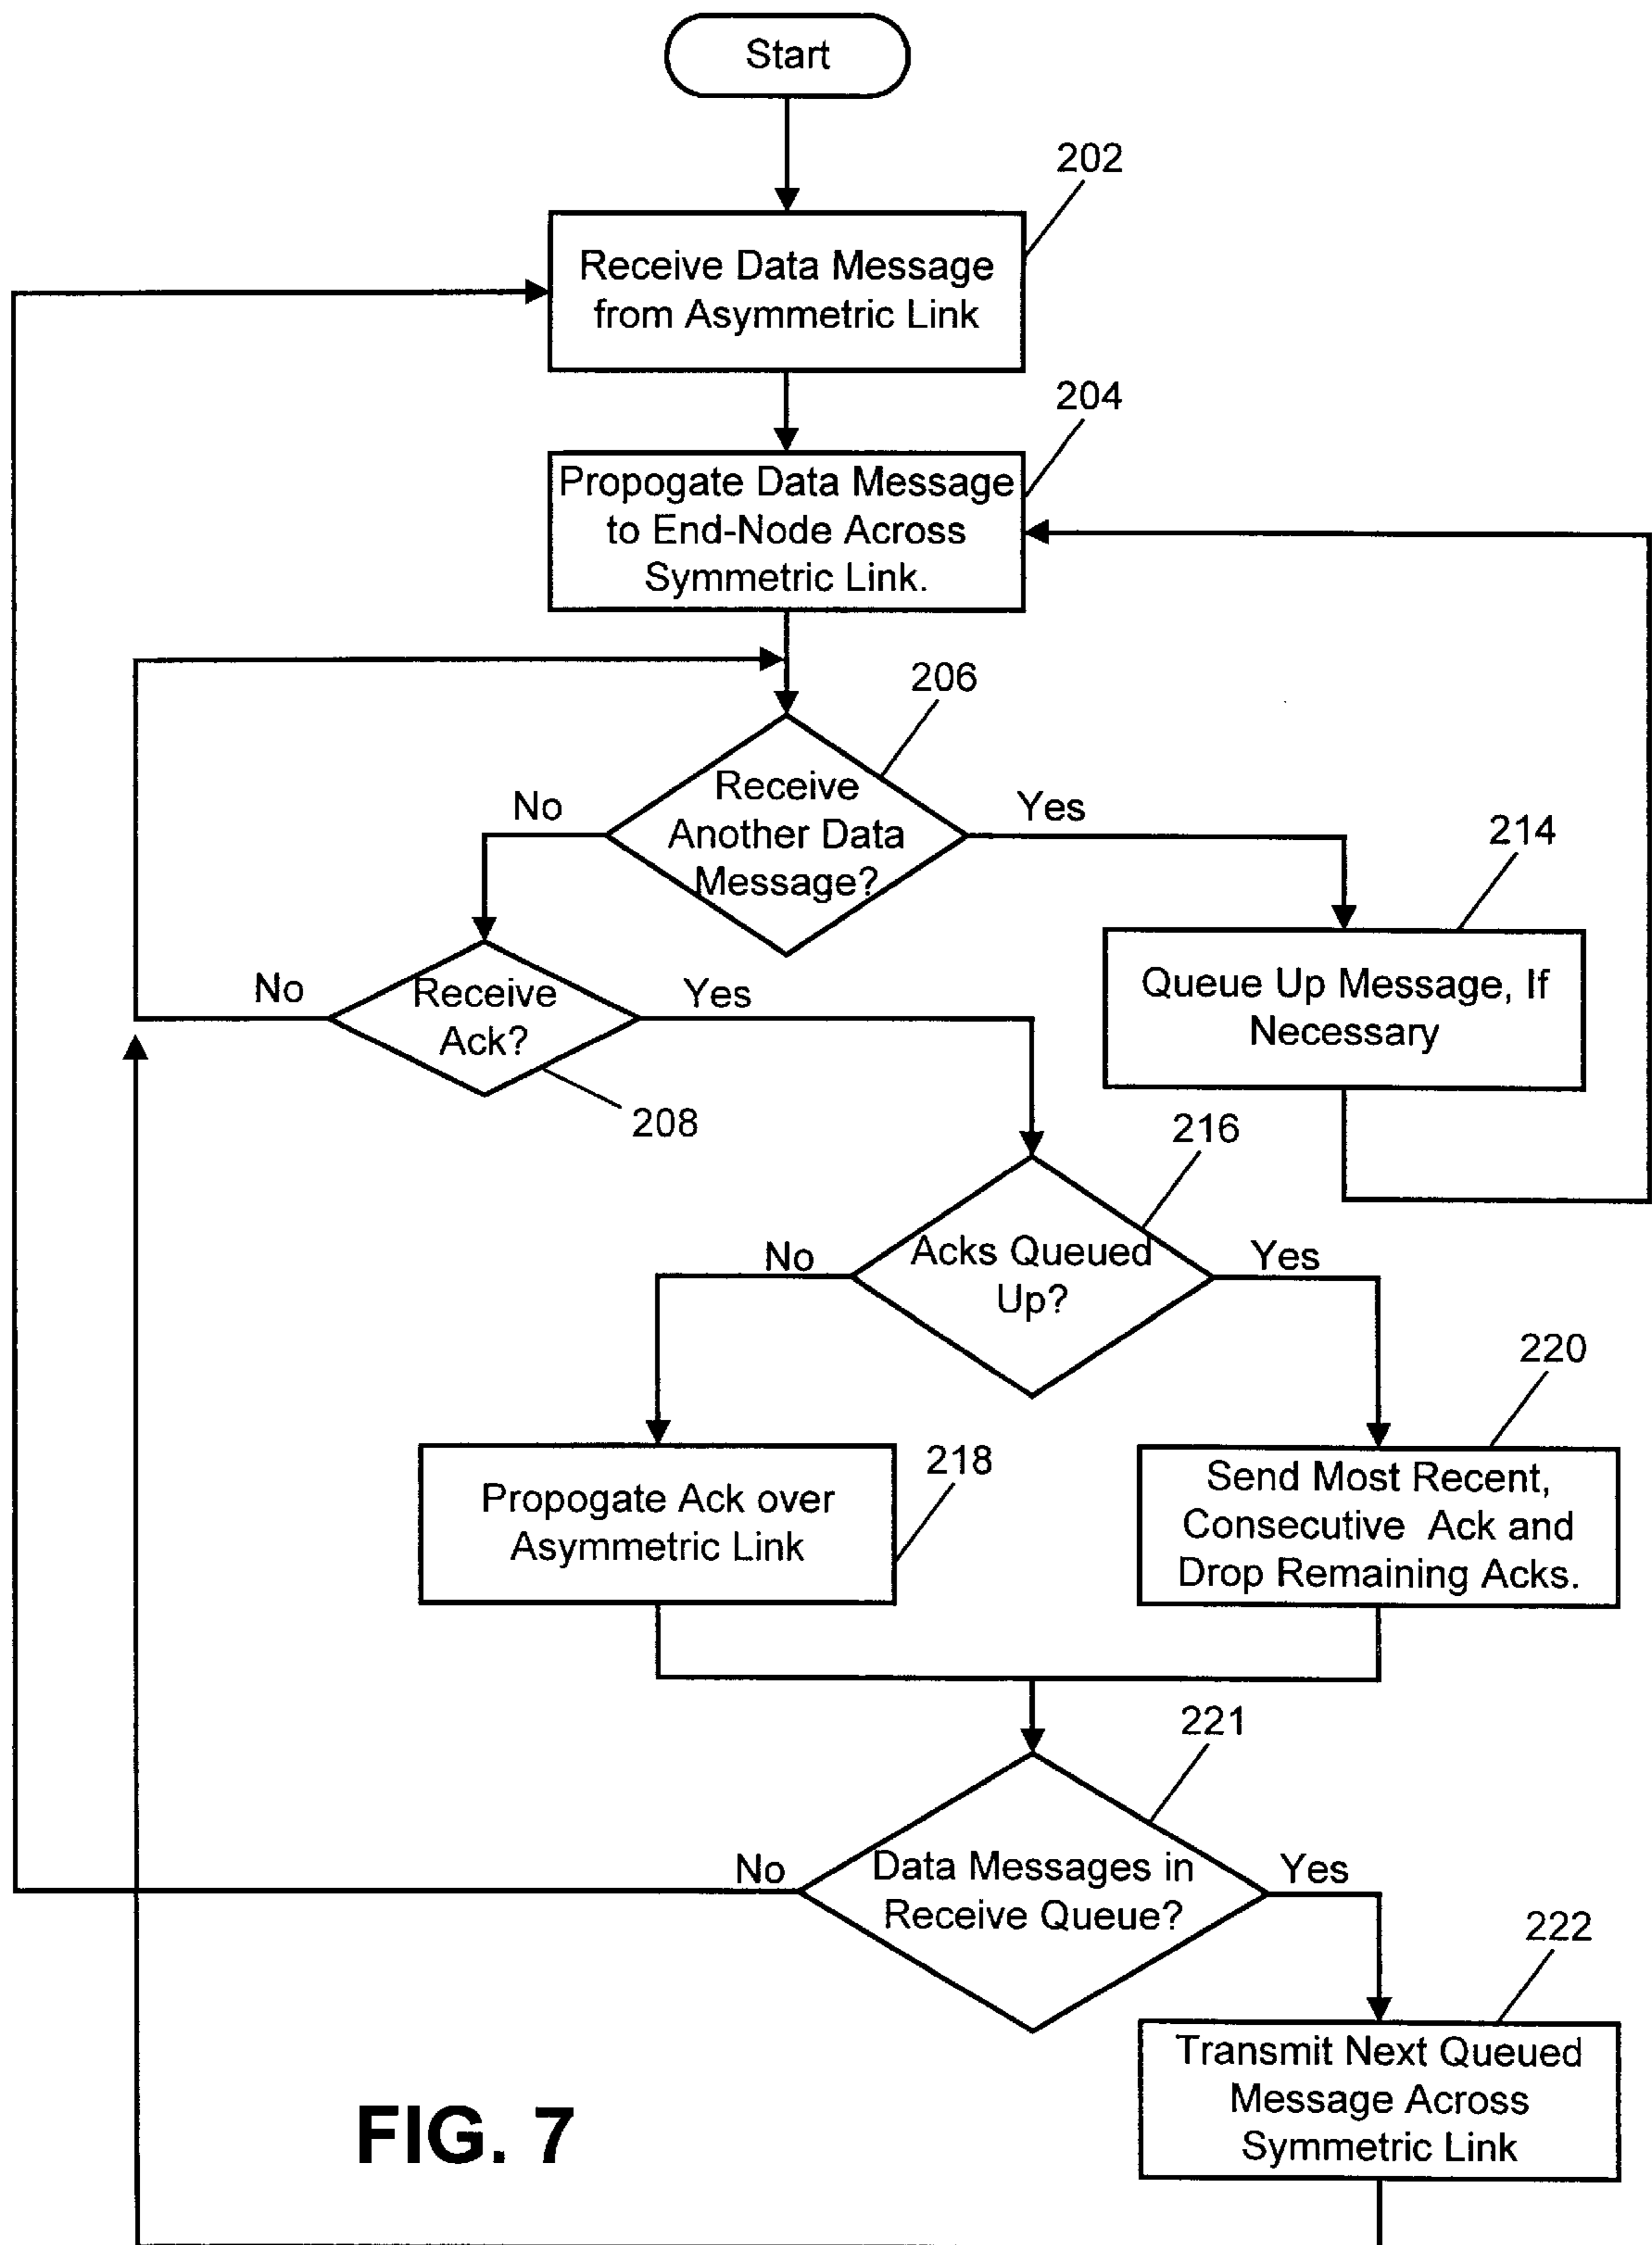 Start
202
Receive Data Message
from Asymmetric Link
204
Propogate Data Message
to End-Node Across
Symmetric Link.
206
Receive
Another Data
Message?
No
Yes
214
Queue Up Message, If
Necessary
Receive
Ack?
No
Yes
208
216
Acks Queued
Up?
No
Yes
220
218
Propogate Ack over
Asymmetric Link
Send Most Recent,
Consecutive Ack and
Drop Remaining Acks.
221
Data Messages in
Receive Queue?
No
Yes
222
Transmit Next Queued
Message Across
Symmetric Link
FIG. 7